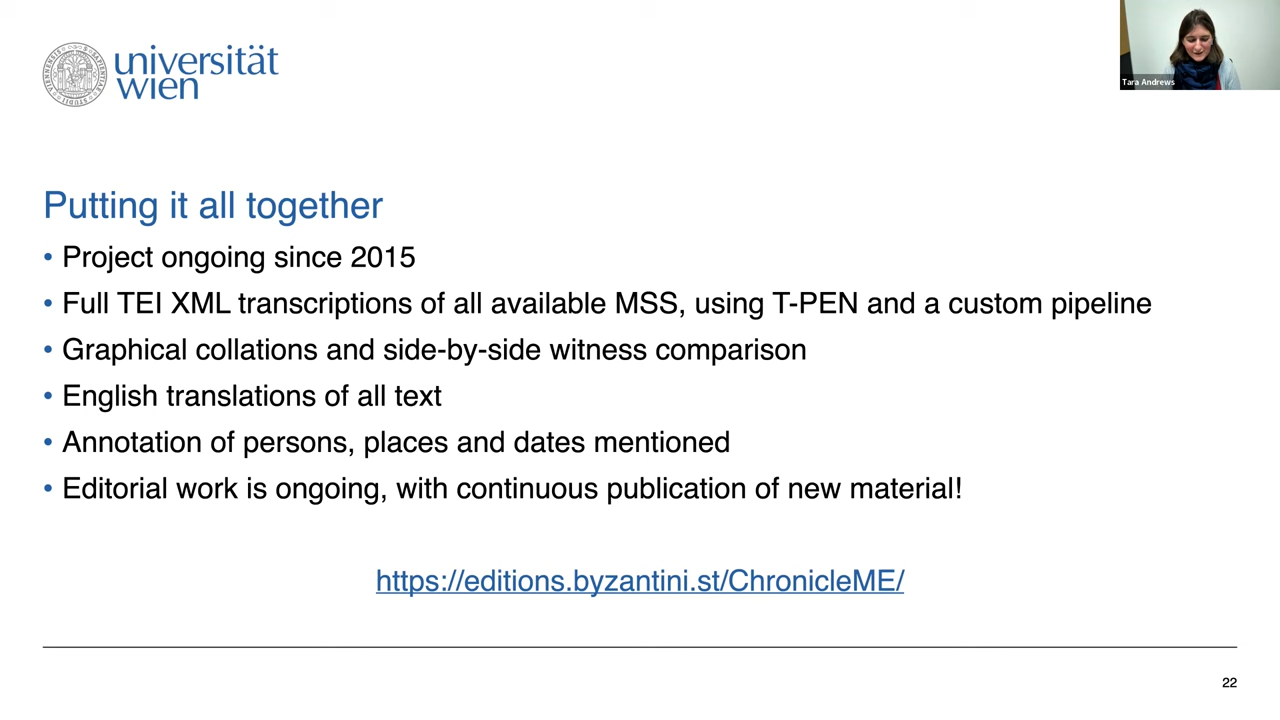 universität
wien
Tara Andrews
Putting it all together
• Project ongoing since 2015
• Full TEI XML transcriptions of all available MSS, using T-PEN and a custom pipeline
• Graphical collations and side-by-side witness comparison
• English translations of all text
• Annotation of persons, places and dates mentioned
• Editorial work is ongoing, with continuous publication of new material!
https://editions.byzantini.st/ChronicleME/
22